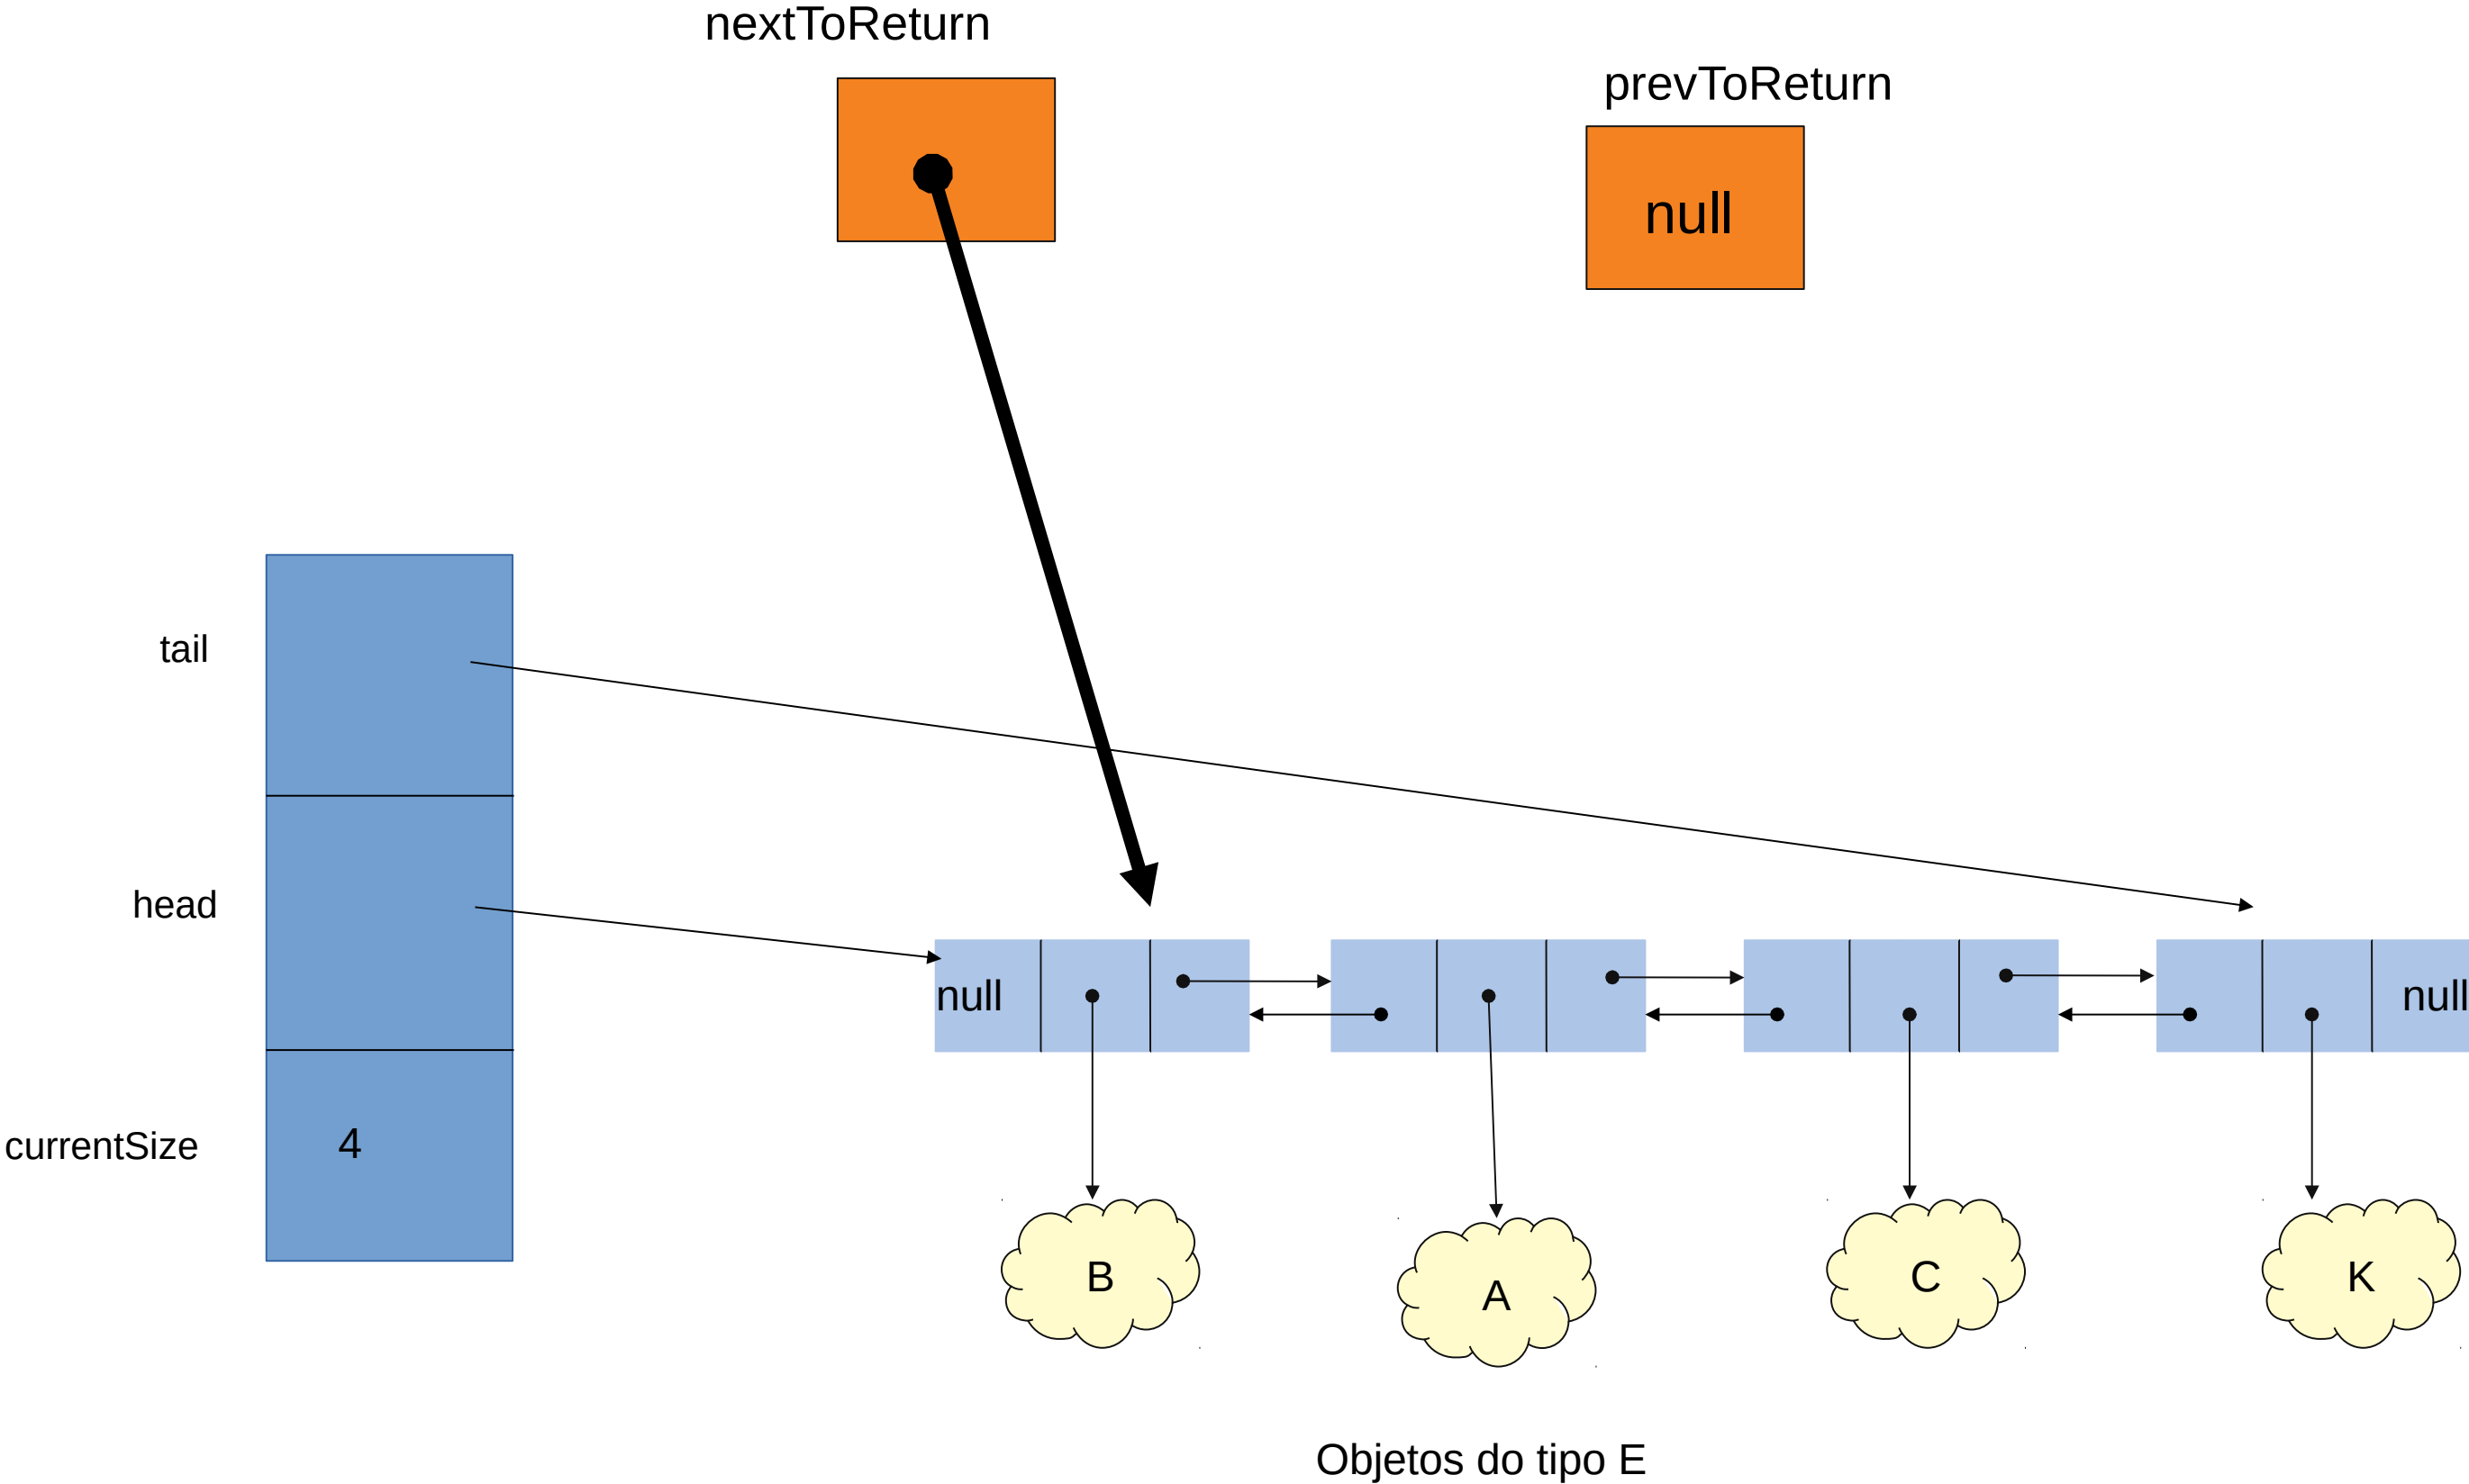 nextToReturn
prevToReturn
null
tail
head
null
null
currentSize
4
B
A
C
K
Objetos do tipo E